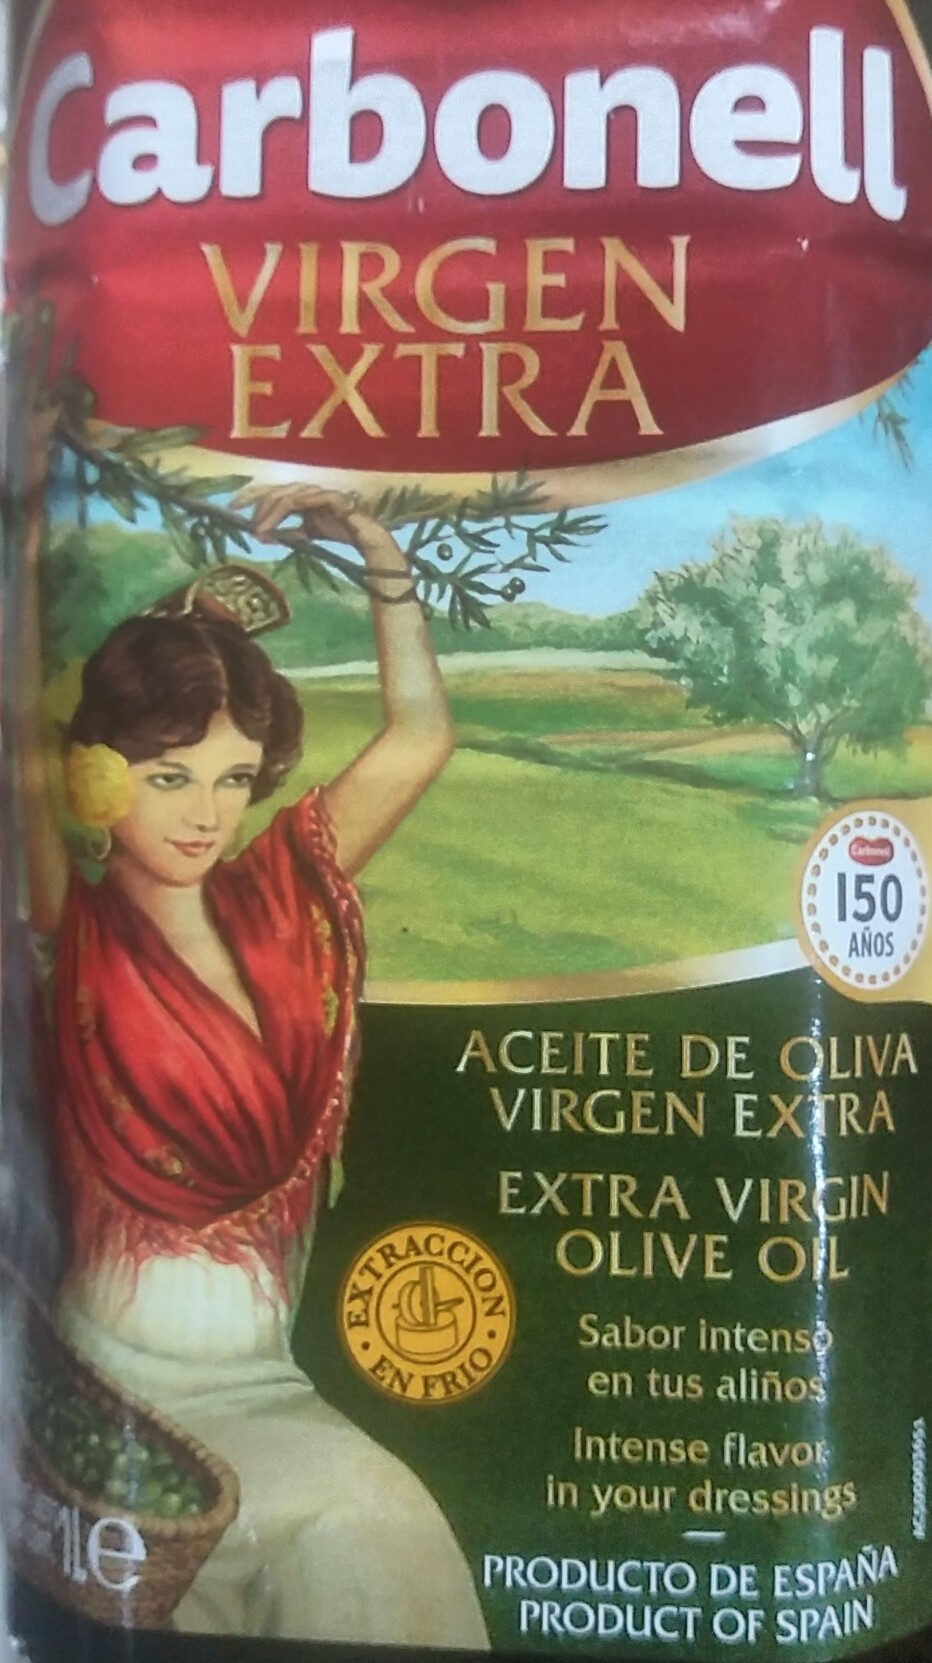 Carbonell
VIRGEN
EXTRA
Carbonell
150
AÑOS
ACEITE DE OLIVA
VIRGEN EXTRA
EXTRA VIRGIN
OLIVE OIL
EXTRACCION
EN FRIO
Sabor intenso
en tus aliños
Intense flavor
in your dressings
PRODUCTO DE ESPAÑA
PRODUCT OF SPAIN
1L e